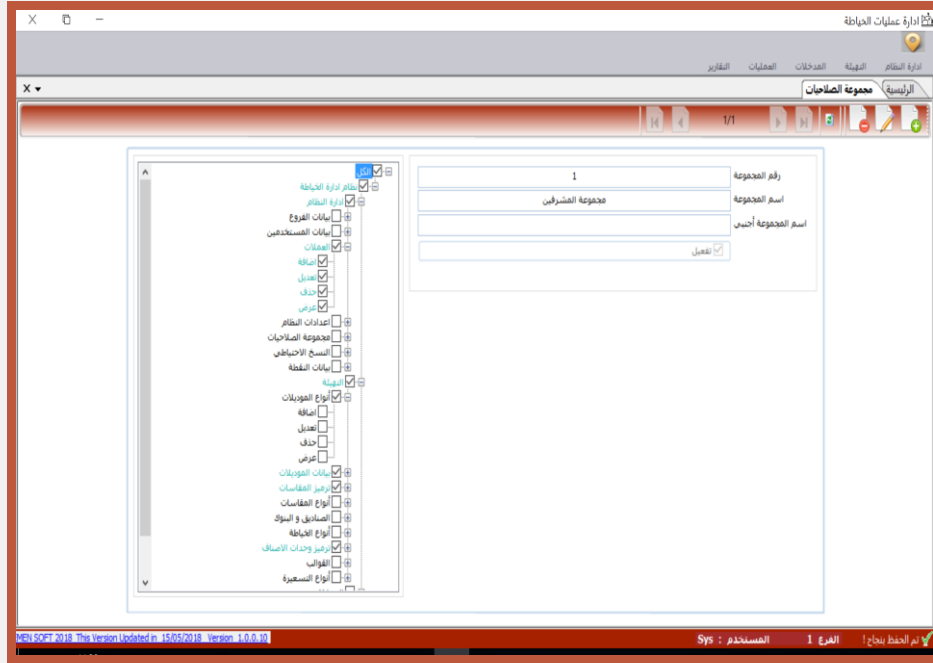 ادارة عمليات الخياطة
ادارة النظام التهيئة المدخلات العمليات التقارير
الرئيسية مجموعة الصلاحيات
1/1
رقم المجموعة 1
اسم المجموعة مجموعة المشرفين
اسم المجموعة أجنبي
تفعيل
الكل
نظام ادارة الخياطة
ادارة النظام
بيانات الفروع
بيانات المستخدمين
العملات
اضافة
تعديل
حذف
عرض
اعدادات النظام
مجموعة الصلاحيات
النسخ الاحتياطي
بيانات النقطة
التهيئة
أنواع الموديلات
اضافة
تعديل
حذف
عرض
بيانات الموديلات
ترميز المقاسات
أنواع المقاسات
الصناديق و البنوك
أنواع الخياطة
ترميز وحدات الاصناف
القوالب
أنواع التسعيرة
تم الحفظ بنجاح! الفرع 1 المستخدم : Sys
MEN SOFT 2018 This Version Updated in 15/05/2018 Version 1.0.0.10